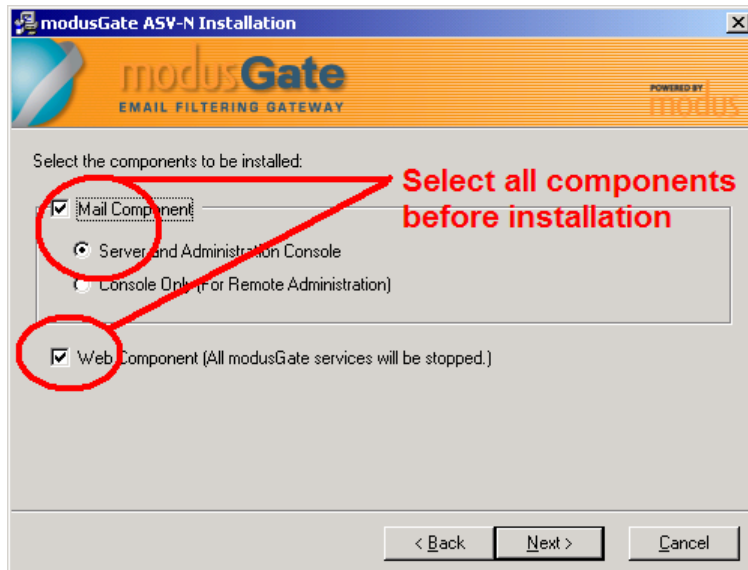 modusGate ASV-N Installation
modusGate
EMAIL FILTERING GATEWAY
POWERED BY
modus
Select the components to be installed:
Select all components
before installation
Mail Component
Server and Administration Console
Console Only (For Remote Administration)
Web Component (All modusGate services will be stopped.)
< Back
Next >
Cancel